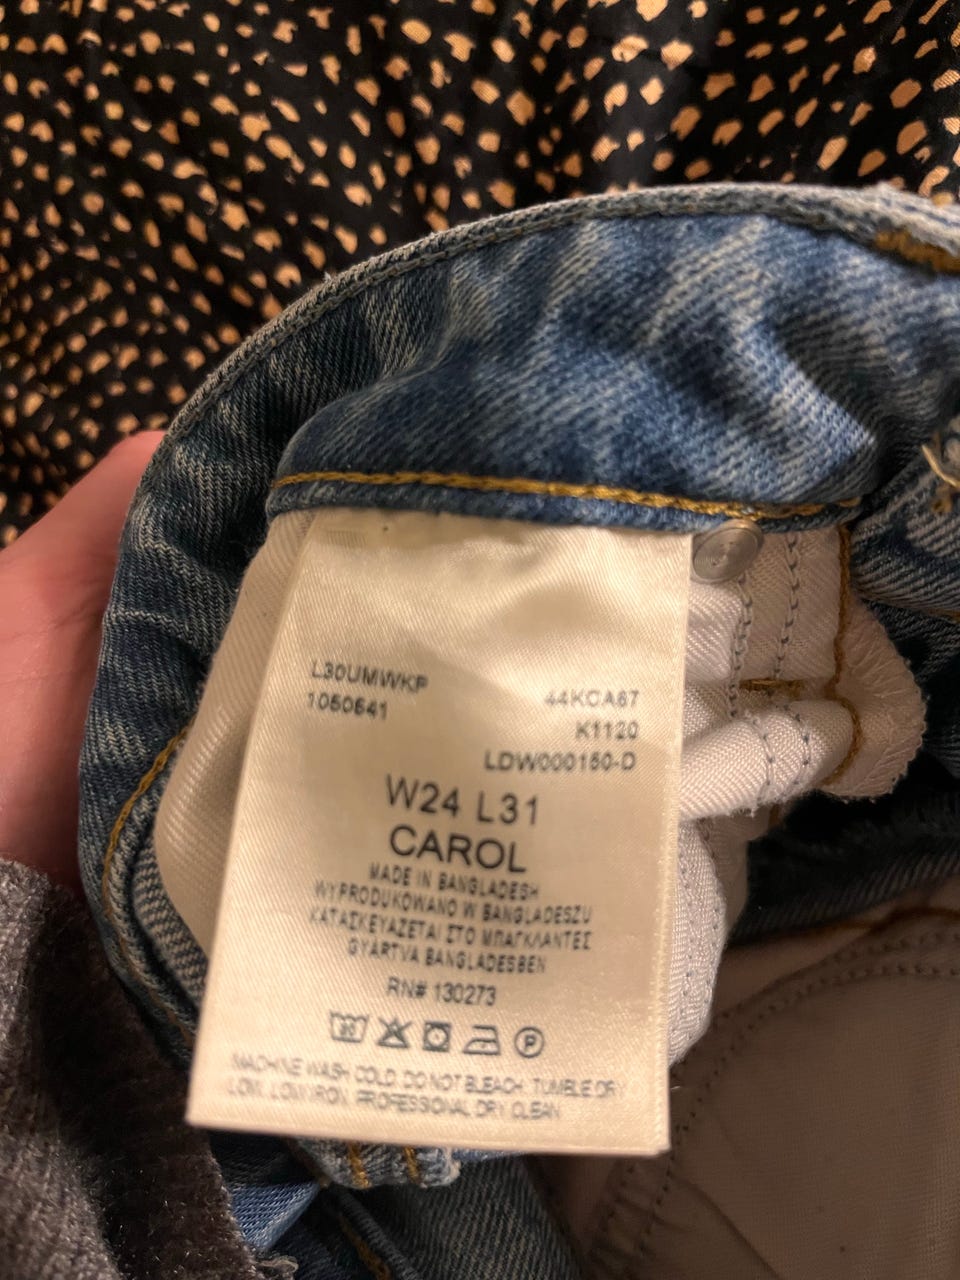 L30UMWKP
1050641
44KCA67
K1120
LDW000150-D
W24 L31
CAROL
MADE IN BANGLADESH
WYPRODUKOWANO W BANGLADESZU
ΚΑΤΑΣΚΕΥΑΖΕΤΑΙ ΣΤΟ ΜΠΑΓΚΛΑΝΤΕΣ
GYÁRTVA BANGLADESBEN
RN# 130273
P
MACHINE WASH COLD. DO NOT BLEACH. TUMBLE DRY
LOW. LOW IRON. PROFESSIONAL DRY CLEAN